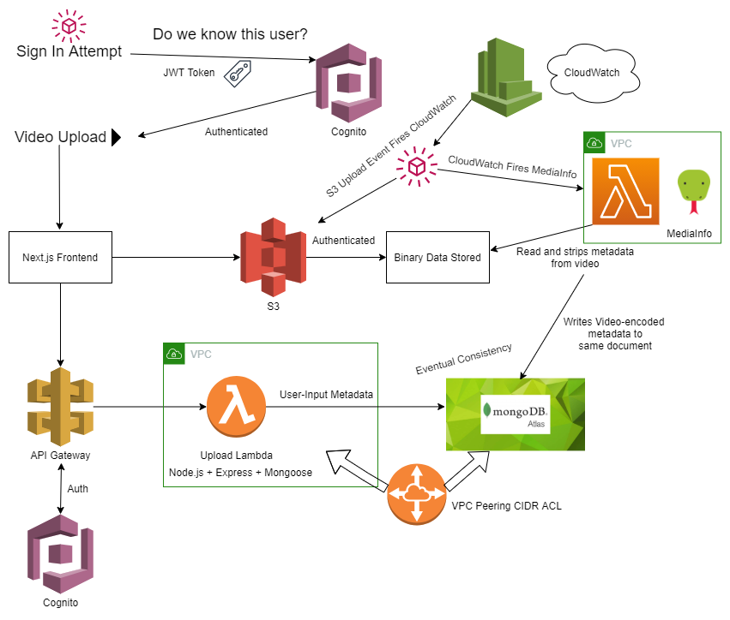 Sign In Attempt
Do we know this user?
JWT Token
Cognito
Authenticated
Video Upload
CloudWatch
S3 Upload Event Fires CloudWatch
CloudWatch Fires MediaInfo
VPC
MediaInfo
Next.js Frontend
S3
Authenticated
Binary Data Stored
Read and strips metadata
from video
Writes Video-encoded
metadata to
same document
Eventual Consistency
API Gateway
VPC
Upload Lambda
Node.js + Express + Mongoose
User-Input Metadata
mongoDB.
Atlas
VPC Peering CIDR ACL
Auth
Cognito